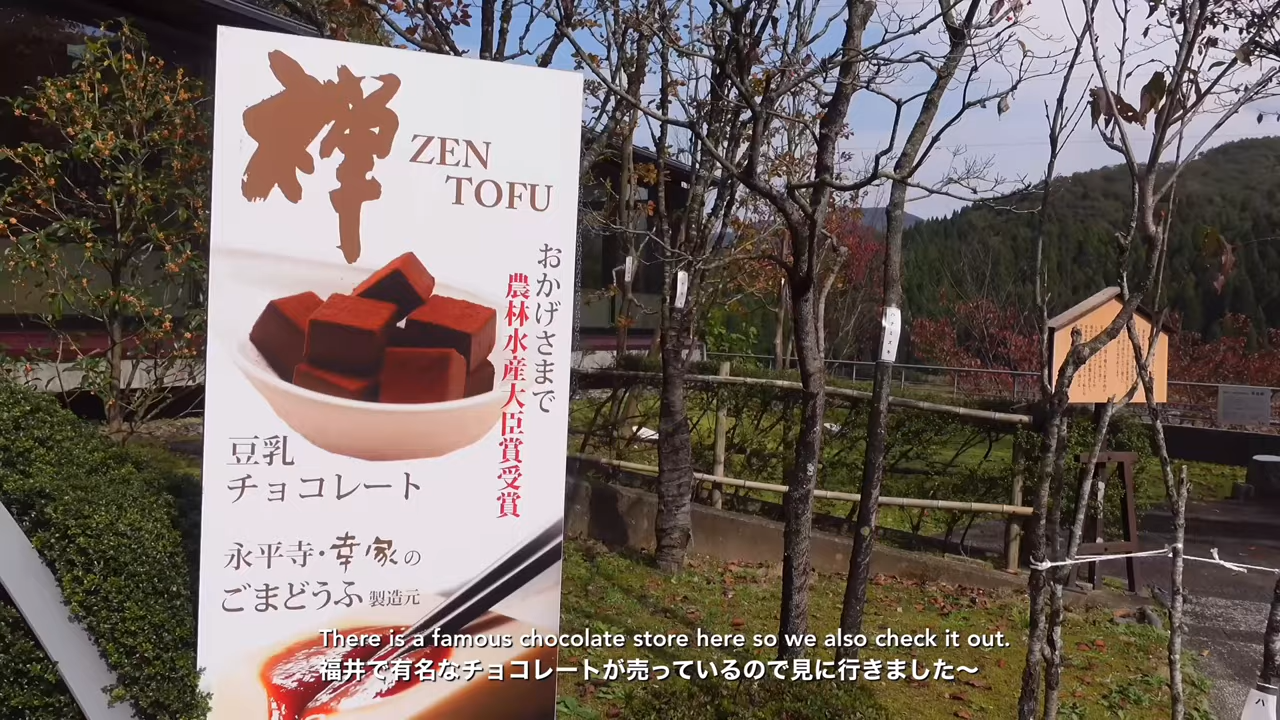 禅
ZEN
TOFU
おかげさまで
農林水産大臣賞受賞
豆乳
チョコレート
永平寺・幸家の
ごまどうふ 製造元
There is a famous chocolate store here so we also check it out.
福井で有名なチョコレートが売っているので見に行きました〜